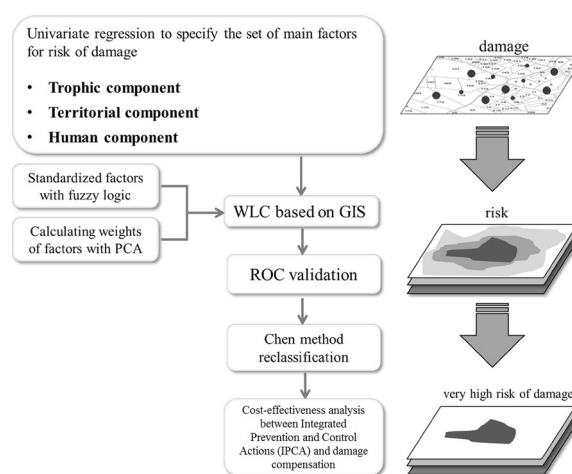 Univariate regression to specify the set of main factors
for risk of damage
• Trophic component
• Territorial component
• Human component
Standardized factors
with fuzzy logic
Calculating weights
of factors with PCA
WLC based on GIS
ROC validation
Chen method
reclassification
Cost-effectiveness analysis
between Integrated
Prevention and Control
Actions (IPCA) and damage
compensation
damage
risk
very high risk of damage